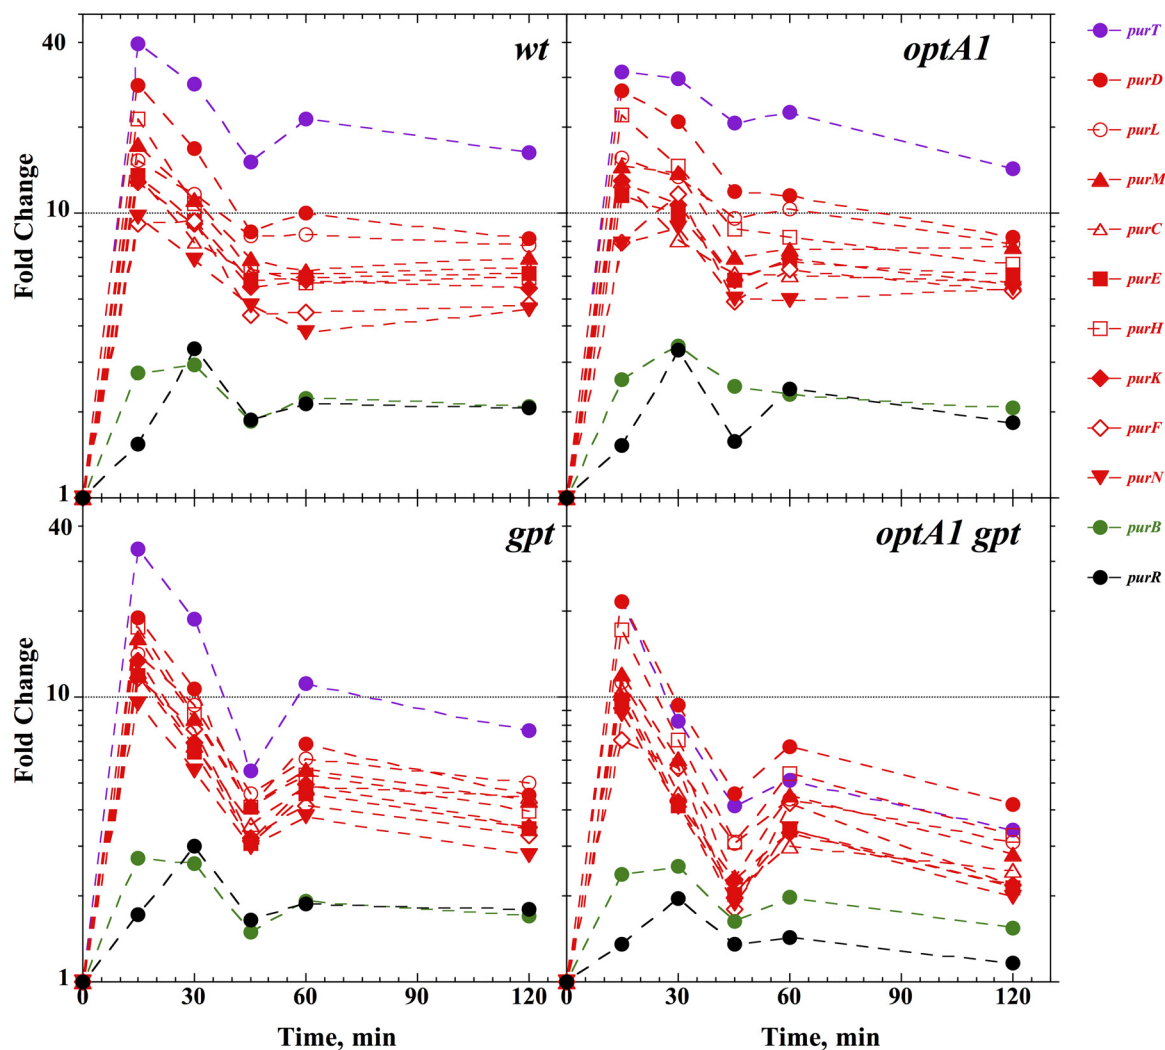 40
10
1
Fold Change
wt
optA1
purT
purD
purL
purM
purC
purE
purH
purK
purF
purN
purB
purR
40
10
1
Fold Change
gpt
optA1 gpt
0 30 60 90 120
0 30 60 90 120
Time, min
Time, min